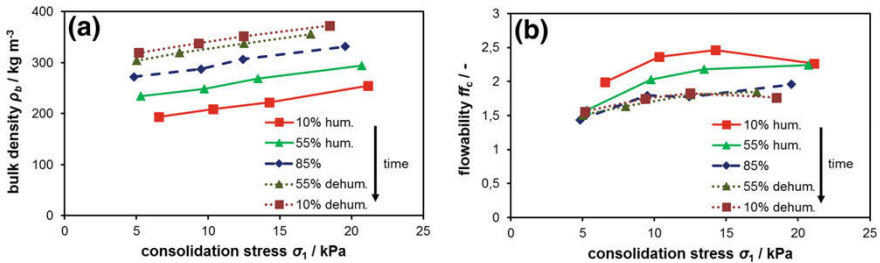 (a)
bulk density ρb / kg m-3
400
300
200
100
0
0 5 10 15 20 25
consolidation stress σ1 / kPa
10% hum.
55% hum.
85%
55% dehum.
10% dehum.
time
(b)
flowability ffc / -
3
2,5
2
1,5
1
0,5
0
0 5 10 15 20 25
consolidation stress σ1 / kPa
10% hum.
55% hum.
85%
55% dehum.
10% dehum.
time